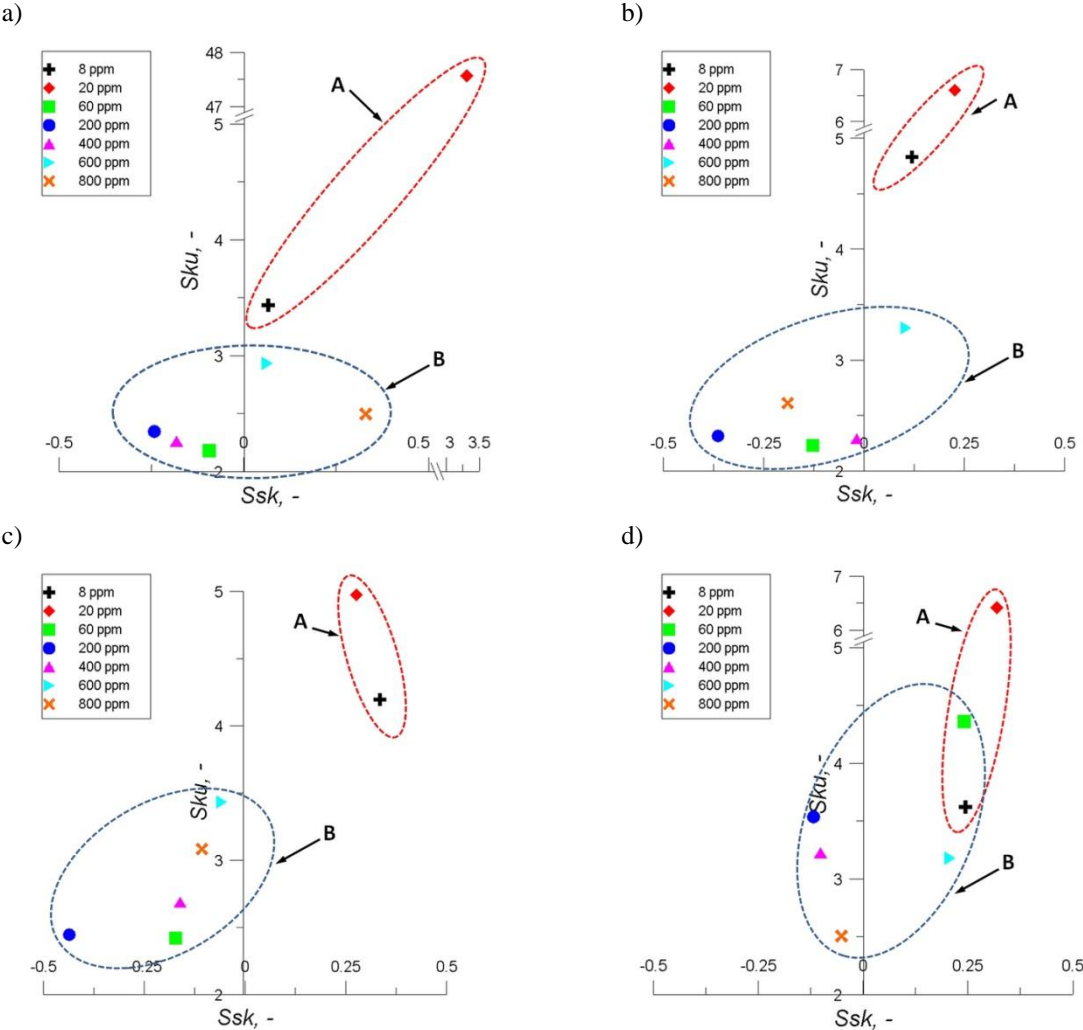 a)
8 ppm
20 ppm
60 ppm
200 ppm
400 ppm
600 ppm
800 ppm
48
47
5
4
3
2
Sku, -
A
B
-0.5
0
0.5
3
3.5
Ssk, -
b)
8 ppm
20 ppm
60 ppm
200 ppm
400 ppm
600 ppm
800 ppm
7
6
5
4
3
2
Sku, -
A
B
-0.5
-0.25
0
0.25
0.5
Ssk, -
c)
8 ppm
20 ppm
60 ppm
200 ppm
400 ppm
600 ppm
800 ppm
5
4
3
2
Sku, -
A
B
-0.5
-0.25
0
0.25
0.5
Ssk, -
d)
8 ppm
20 ppm
60 ppm
200 ppm
400 ppm
600 ppm
800 ppm
7
6
5
4
3
2
Sku, -
A
B
-0.5
-0.25
0
0.25
0.5
Ssk, -